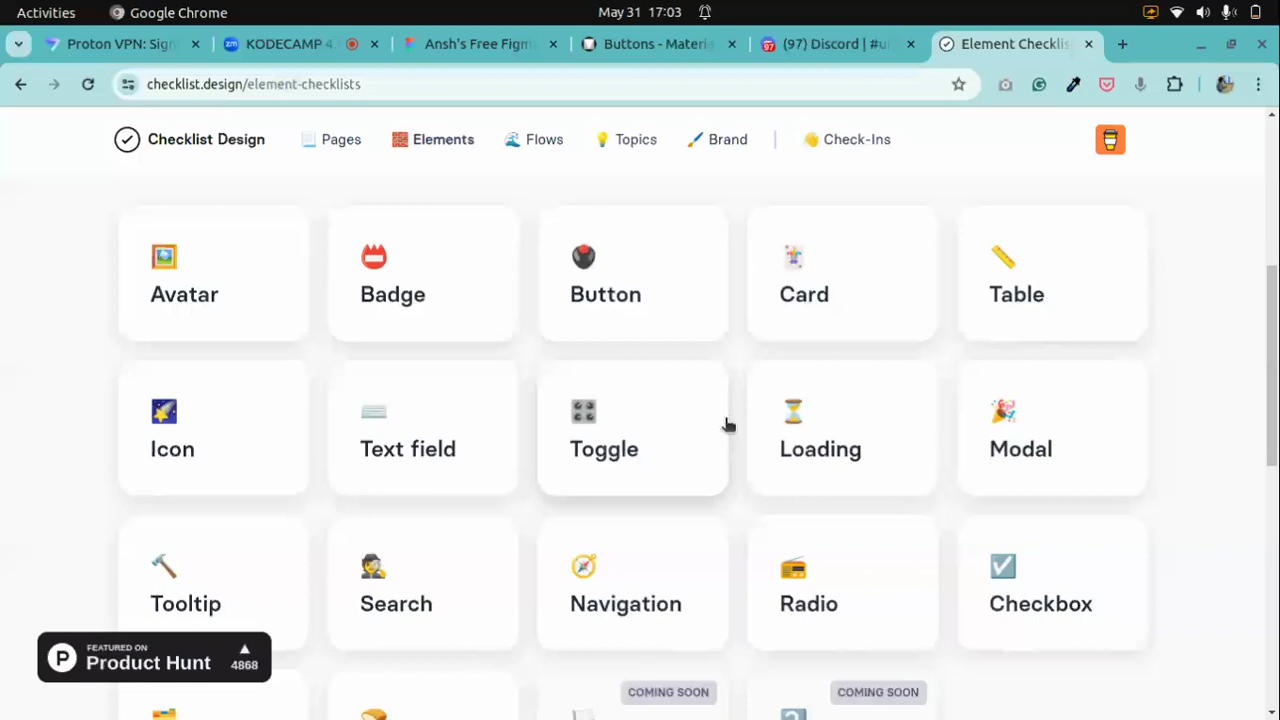 Activities Google Chrome May 31 17:03
Proton VPN: Sign KODECAMP 4. Ansh's Free Figm Buttons - Materia (97) Discord | #u Element Checklis
checklist.design/element-checklists
Checklist Design Pages Elements Flows Topics Brand Check-Ins
Avatar Badge Button Card Table
Icon Text field Toggle Loading Modal
Tooltip Search Navigation Radio Checkbox
FEATURED ON
Product Hunt 4868
COMING SOON COMING SOON